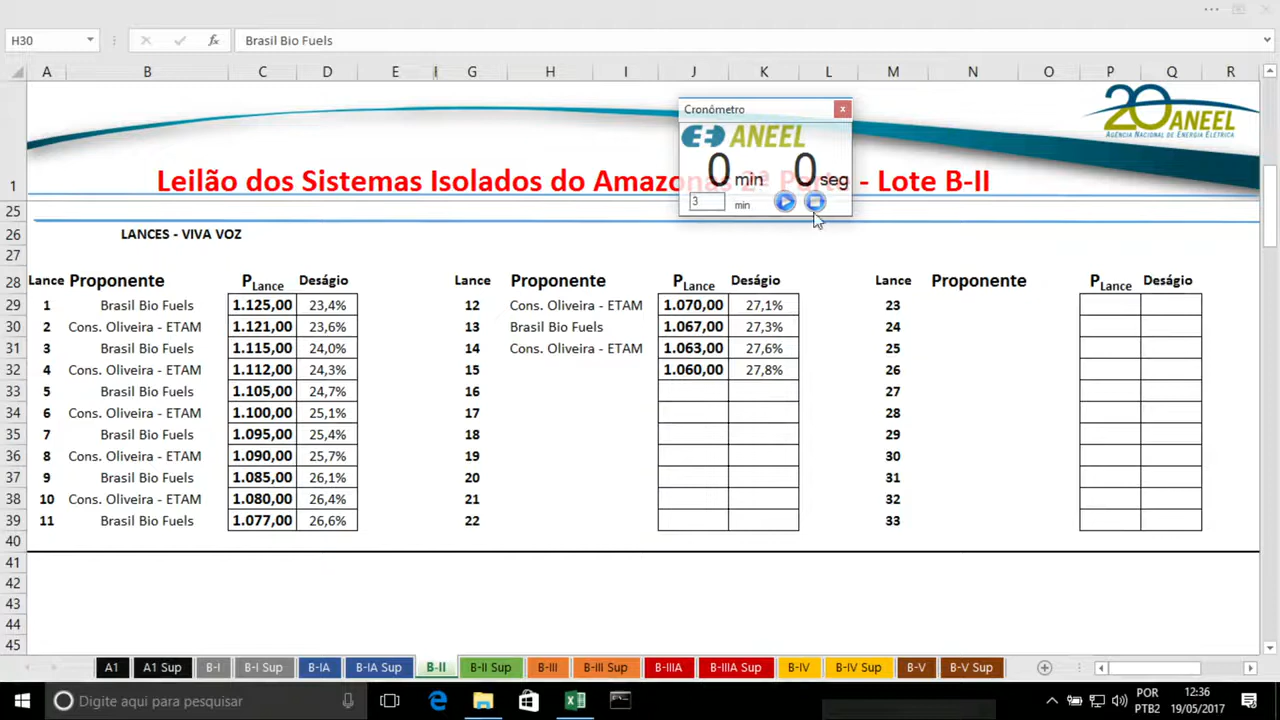 H30
fx
Brasil Bio Fuels
A B C D E G H I J K L M N O P Q R
20 ANEEL
AGÊNCIA NACIONAL DE ENERGIA ELÉTRICA
Cronómetro
x
ANEEL
0 min 0 seg
3 min
1 Leilão dos Sistemas Isolados do Amazonas 2ª Parte - Lote B-II
25
26 LANCES - VIVA VOZ
27
28 Lance Proponente PLance Deságio Lance Proponente PLance Deságio Lance Proponente PLance Deságio
29 1 Brasil Bio Fuels 1.125,00 23,4% 12 Cons. Oliveira - ETAM 1.070,00 27,1% 23
30 2 Cons. Oliveira - ETAM 1.121,00 23,6% 13 Brasil Bio Fuels 1.067,00 27,3% 24
31 3 Brasil Bio Fuels 1.115,00 24,0% 14 Cons. Oliveira - ETAM 1.063,00 27,6% 25
32 4 Cons. Oliveira - ETAM 1.112,00 24,3% 15 1.060,00 27,8% 26
33 5 Brasil Bio Fuels 1.105,00 24,7% 16 27
34 6 Cons. Oliveira - ETAM 1.100,00 25,1% 17 28
35 7 Brasil Bio Fuels 1.095,00 25,4% 18 29
36 8 Cons. Oliveira - ETAM 1.090,00 25,7% 19 30
37 9 Brasil Bio Fuels 1.085,00 26,1% 20 31
38 10 Cons. Oliveira - ETAM 1.080,00 26,4% 21 32
39 11 Brasil Bio Fuels 1.077,00 26,6% 22 33
40
41
42
43
44
45
A1 A1 Sup B-I B-I Sup B-IA B-IA Sup B-II B-II Sup B-III B-III Sup B-IIIA B-IIIA Sup B-IV B-IV Sup B-V B-V Sup
Digite aqui para pesquisar
POR
PTB2
12:36
19/05/2017